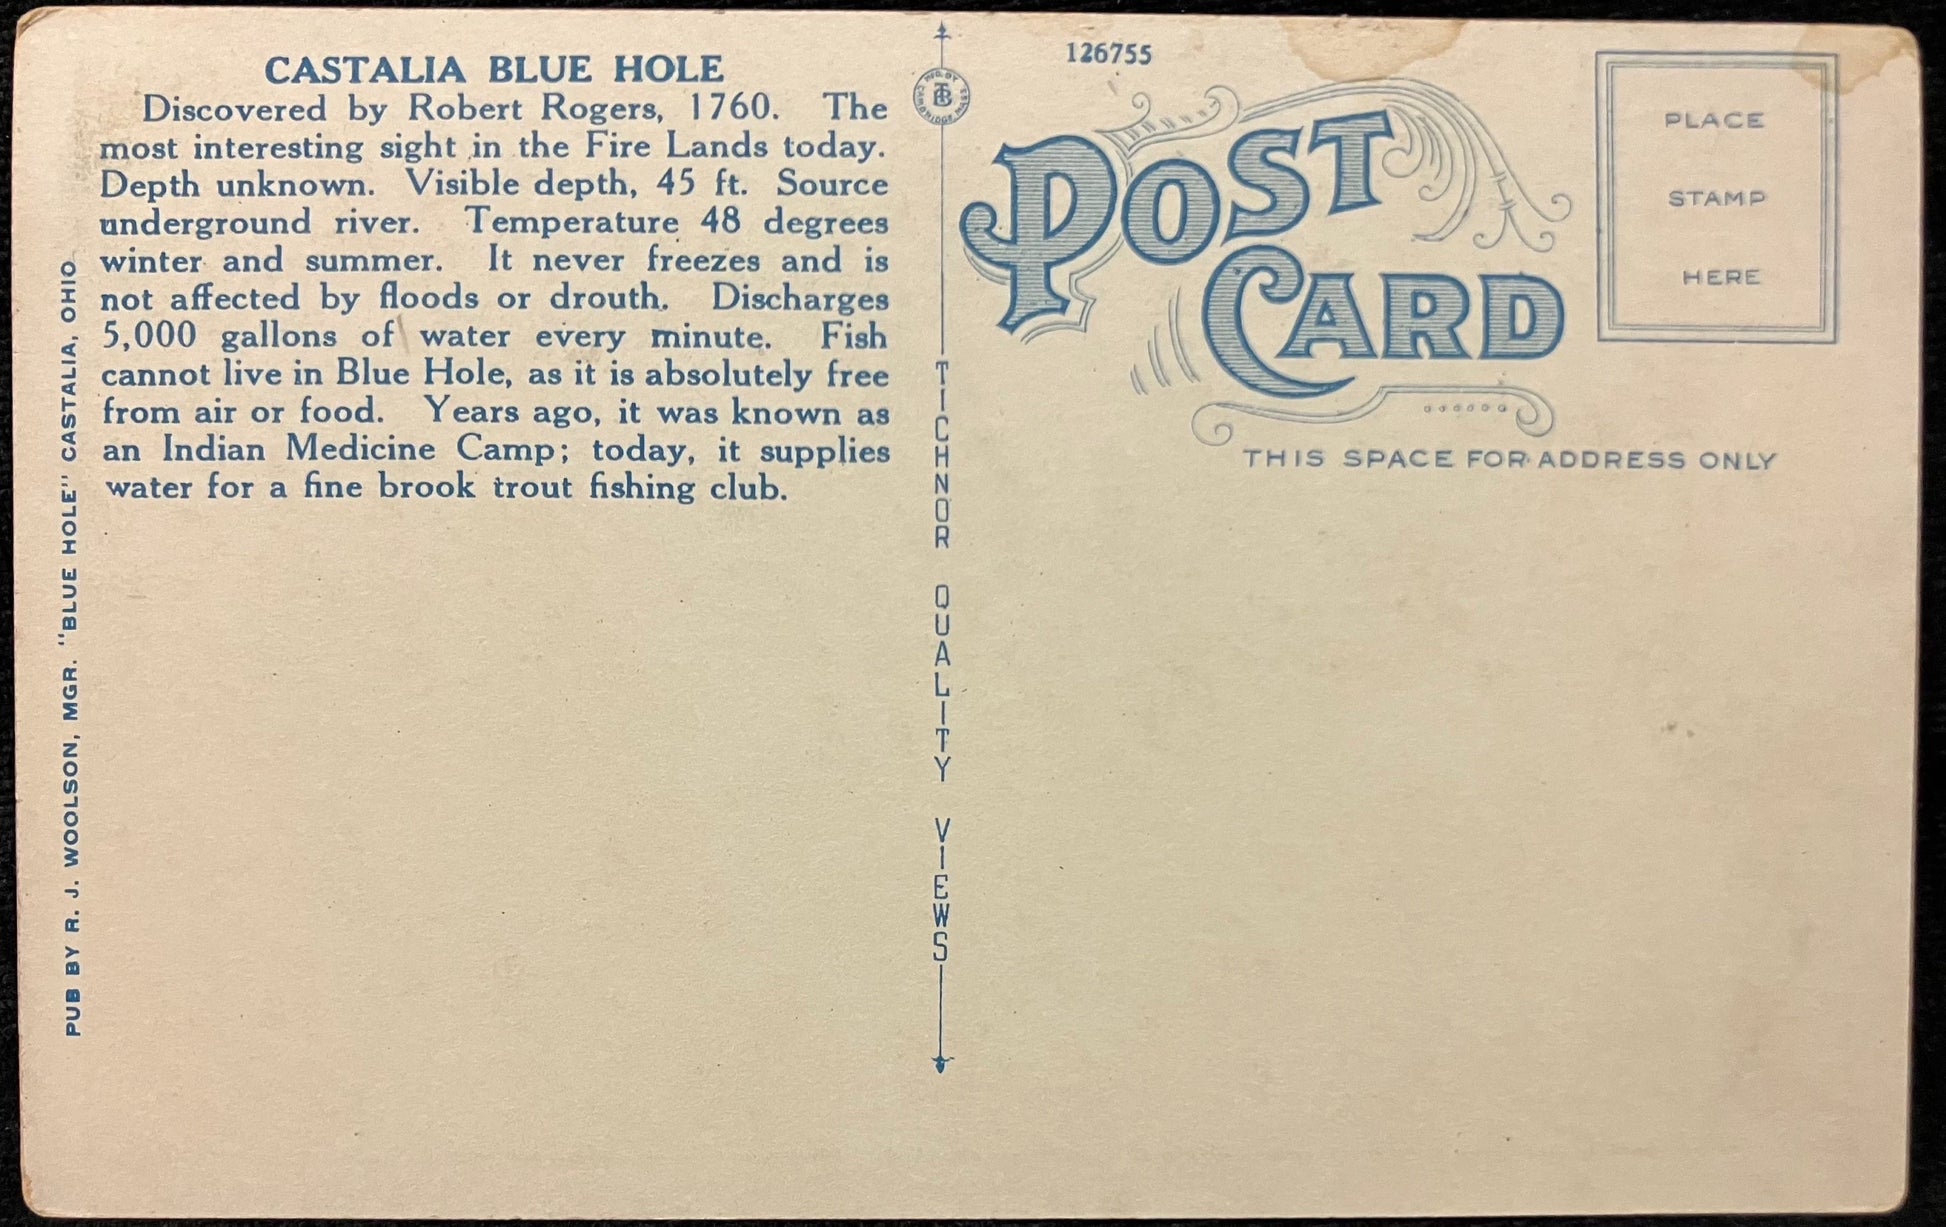 CASTALIA BLUE HOLE
Discovered by Robert Rogers, 1760. The
most interesting sight in the Fire Lands today.
Depth unknown. Visible depth, 45 ft. Source
underground river. Temperature 48 degrees
winter and summer. It never freezes and is
not affected by floods or drouth. Discharges
5,000 gallons of water every minute. Fish
cannot live in Blue Hole, as it is absolutely free
from air or food. Years ago, it was known as
an Indian Medicine Camp; today, it supplies
water for a fine brook trout fishing club.
PUB BY R. J. WOOLSON, MGR. "BLUE HOLE" CASTALIA, OHIO
MFG. BY
TB
CAMBRIDGE, MASS.
TICHNOR QUALITY VIEWS
126755
POST
CARD
THIS SPACE FOR ADDRESS ONLY
PLACE
STAMP
HERE